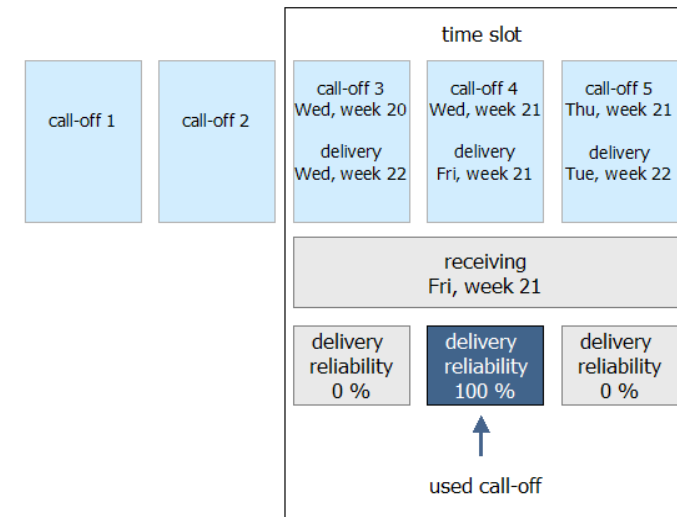 time slot
call-off 1
call-off 2
call-off 3
Wed, week 20
delivery
Wed, week 22
call-off 4
Wed, week 21
delivery
Fri, week 21
call-off 5
Thu, week 21
delivery
Tue, week 22
receiving
Fri, week 21
delivery
reliability
0 %
delivery
reliability
100 %
delivery
reliability
0 %
used call-off